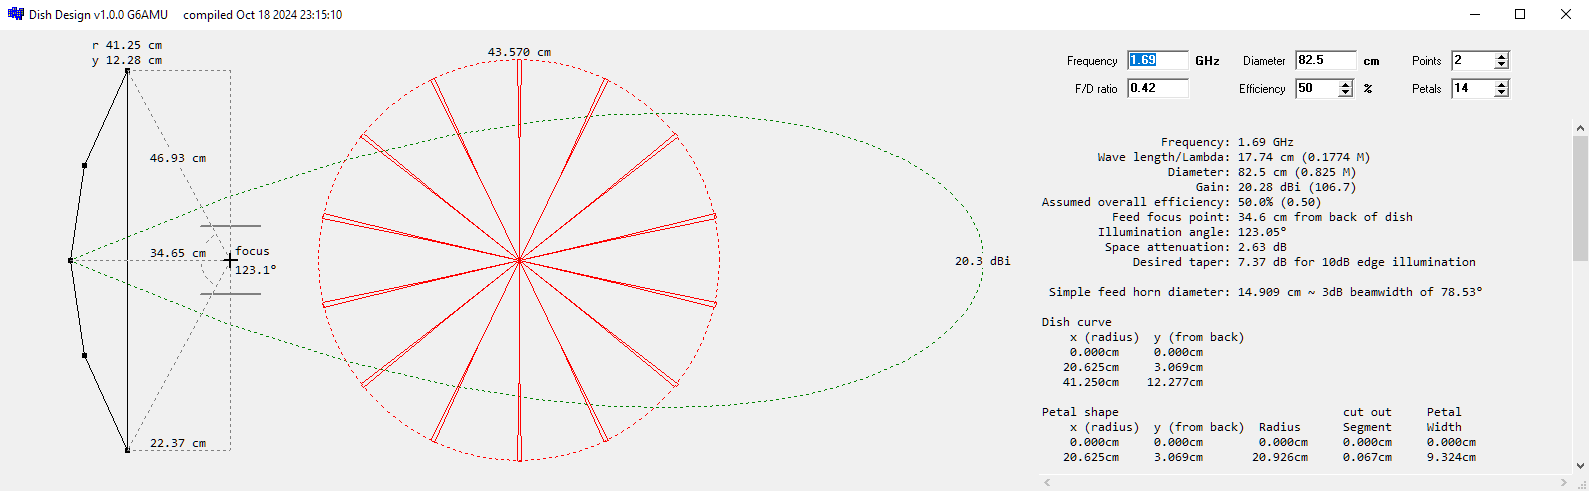 Dish Design v1.0.0 G6AMU compiled Oct 18 2024 23:15:10
r 41.25 cm
y 12.28 cm
46.93 cm
34.65 cm
focus
123.1°
22.37 cm
43.570 cm
20.3 dBi
Frequency 1.69 GHz Diameter 82.5 cm Points 2
F/D ratio 0.42 Efficiency 50 % Petals 14
Frequency: 1.69 GHz
Wave length/Lambda: 17.74 cm (0.1774 M)
Diameter: 82.5 cm (0.825 M)
Gain: 20.28 dBi (106.7)
Assumed overall efficiency: 50.0% (0.50)
Feed focus point: 34.6 cm from back of dish
Illumination angle: 123.05°
Space attenuation: 2.63 dB
Desired taper: 7.37 dB for 10dB edge illumination
Simple feed horn diameter: 14.909 cm ~ 3dB beamwidth of 78.53°
Dish curve
x (radius) y (from back)
0.000cm 0.000cm
20.625cm 3.069cm
41.250cm 12.277cm
Petal shape cut out Petal
x (radius) y (from back) Radius Segment Width
0.000cm 0.000cm 0.000cm 0.000cm 0.000cm
20.625cm 3.069cm 20.926cm 0.067cm 9.324cm